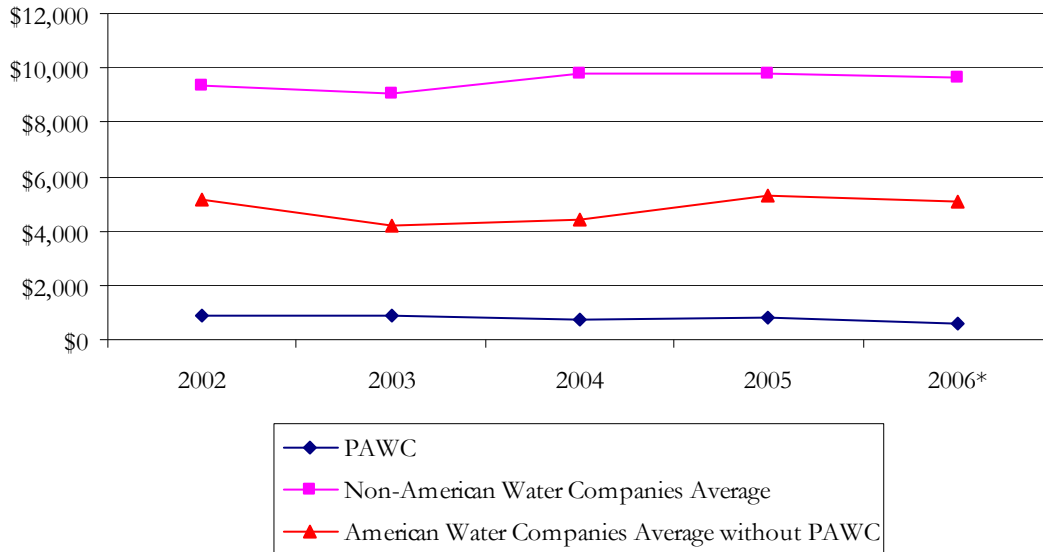 $12,000
$10,000
$8,000
$6,000
$4,000
$2,000
$0
2002 2003 2004 2005 2006*
PAWC
Non-American Water Companies Average
American Water Companies Average without PAWC